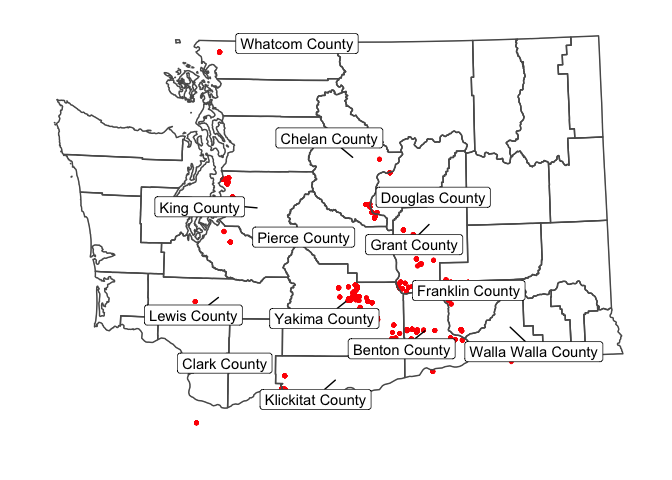 Whatcom County
Chelan County
Douglas County
King County
Pierce County
Grant County
Franklin County
Lewis County
Yakima County
Benton County
Walla Walla County
Clark County
Klickitat County